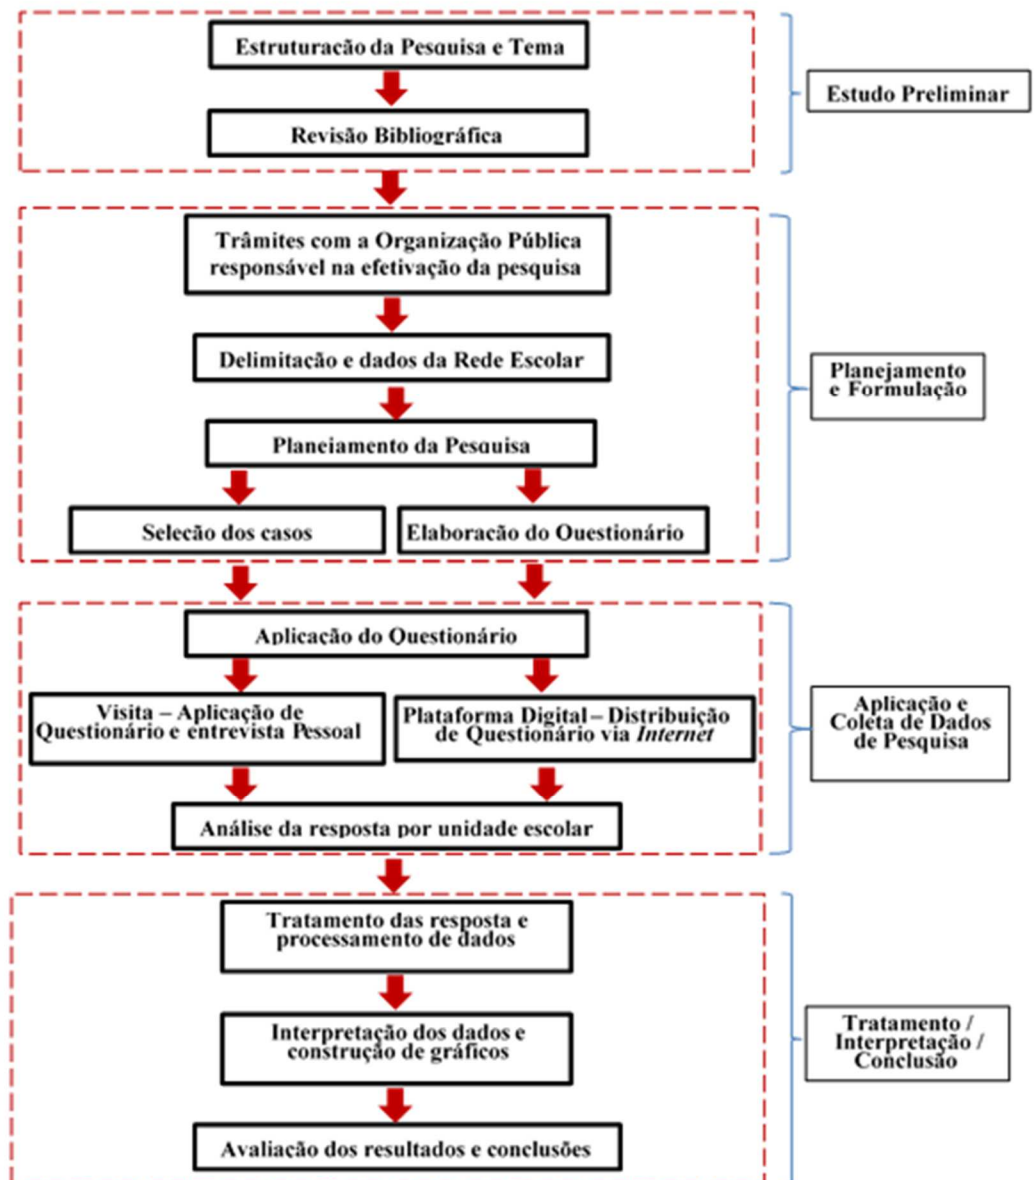 Estruturação da Pesquisa e Tema
Revisão Bibliográfica
Estudo Preliminar
Trâmites com a Organização Pública
responsável na efetivação da pesquisa
Delimitação e dados da Rede Escolar
Planejamento da Pesquisa
Seleção dos casos
Elaboração do Questionário
Planejamento
e Formulação
Aplicação do Questionário
Visita – Aplicação de
Questionário e entrevista Pessoal
Plataforma Digital – Distribuição
de Questionário via Internet
Análise da resposta por unidade escolar
Aplicação e
Coleta de Dados
de Pesquisa
Tratamento das resposta e
processamento de dados
Interpretação dos dados e
construção de gráficos
Avaliação dos resultados e conclusões
Tratamento /
Interpretação /
Conclusão